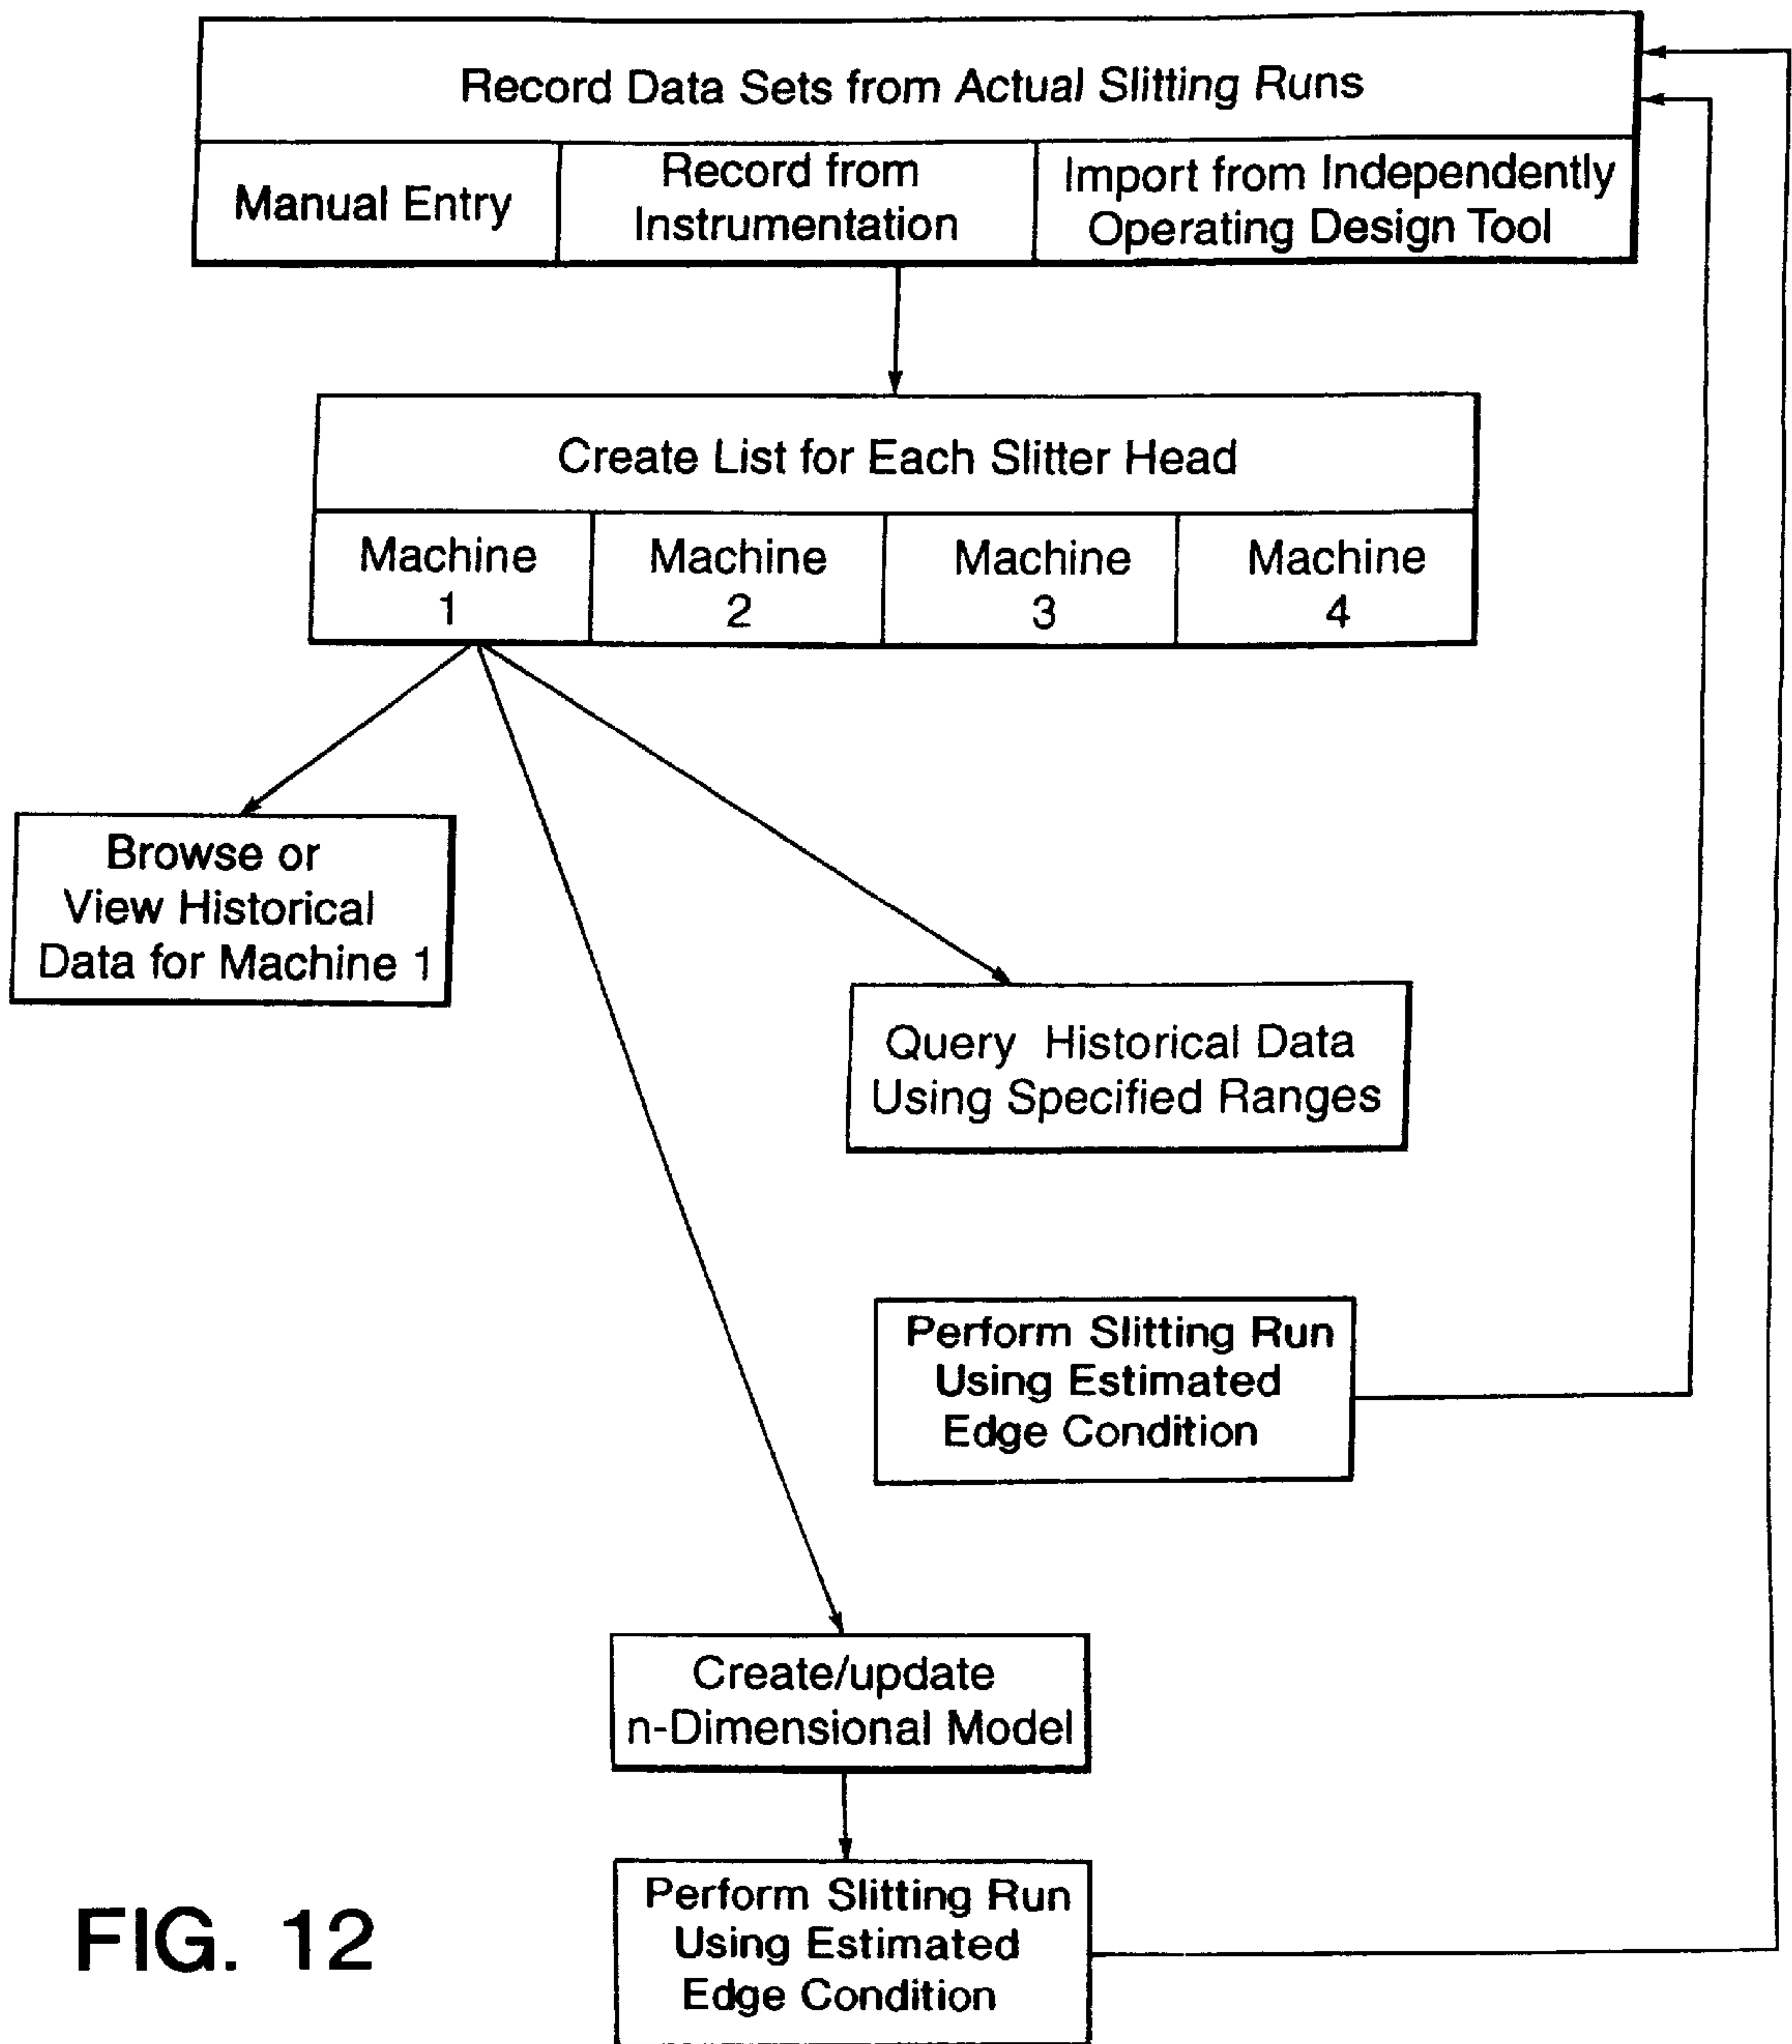 Record Data Sets from Actual Slitting Runs
Manual Entry
Record from
Instrumentation
Import from Independently
Operating Design Tool
Create List for Each Slitter Head
Machine
1
Machine
2
Machine
3
Machine
4
Browse or
View Historical
Data for Machine 1
Query Historical Data
Using Specified Ranges
Perform Slitting Run
Using Estimated
Edge Condition
Create/update
n-Dimensional Model
Perform Slitting Run
Using Estimated
Edge Condition
FIG. 12